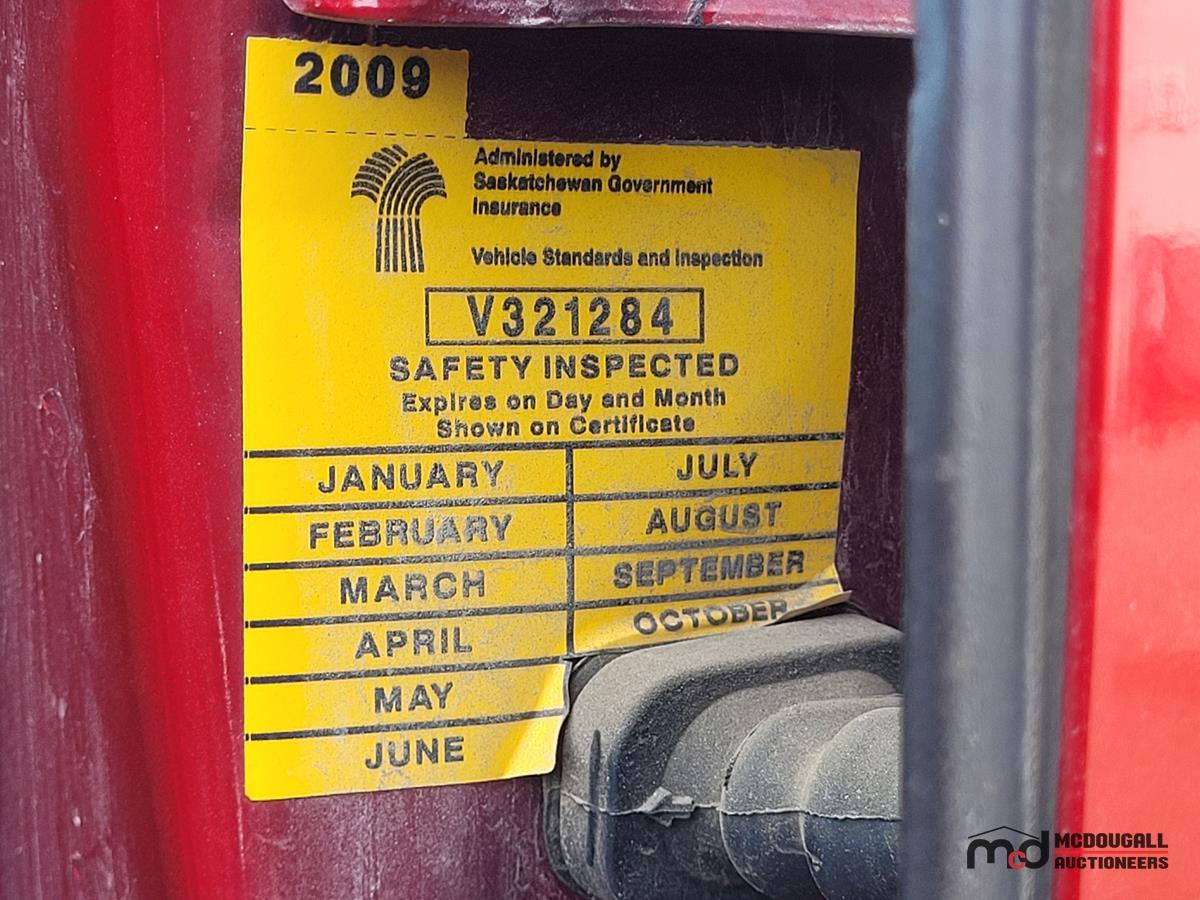 2009
Administered by
Saskatchewan Government
Insurance
Vehicle Standards and Inspection
V321284
SAFETY INSPECTED
Expires on Day and Month
Shown on Certificate
JANUARY JULY
FEBRUARY AUGUST
MARCH SEPTEMBER
APRIL OCTOBER
MAY
JUNE
mcd MCDOUGALL
AUCTIONEERS